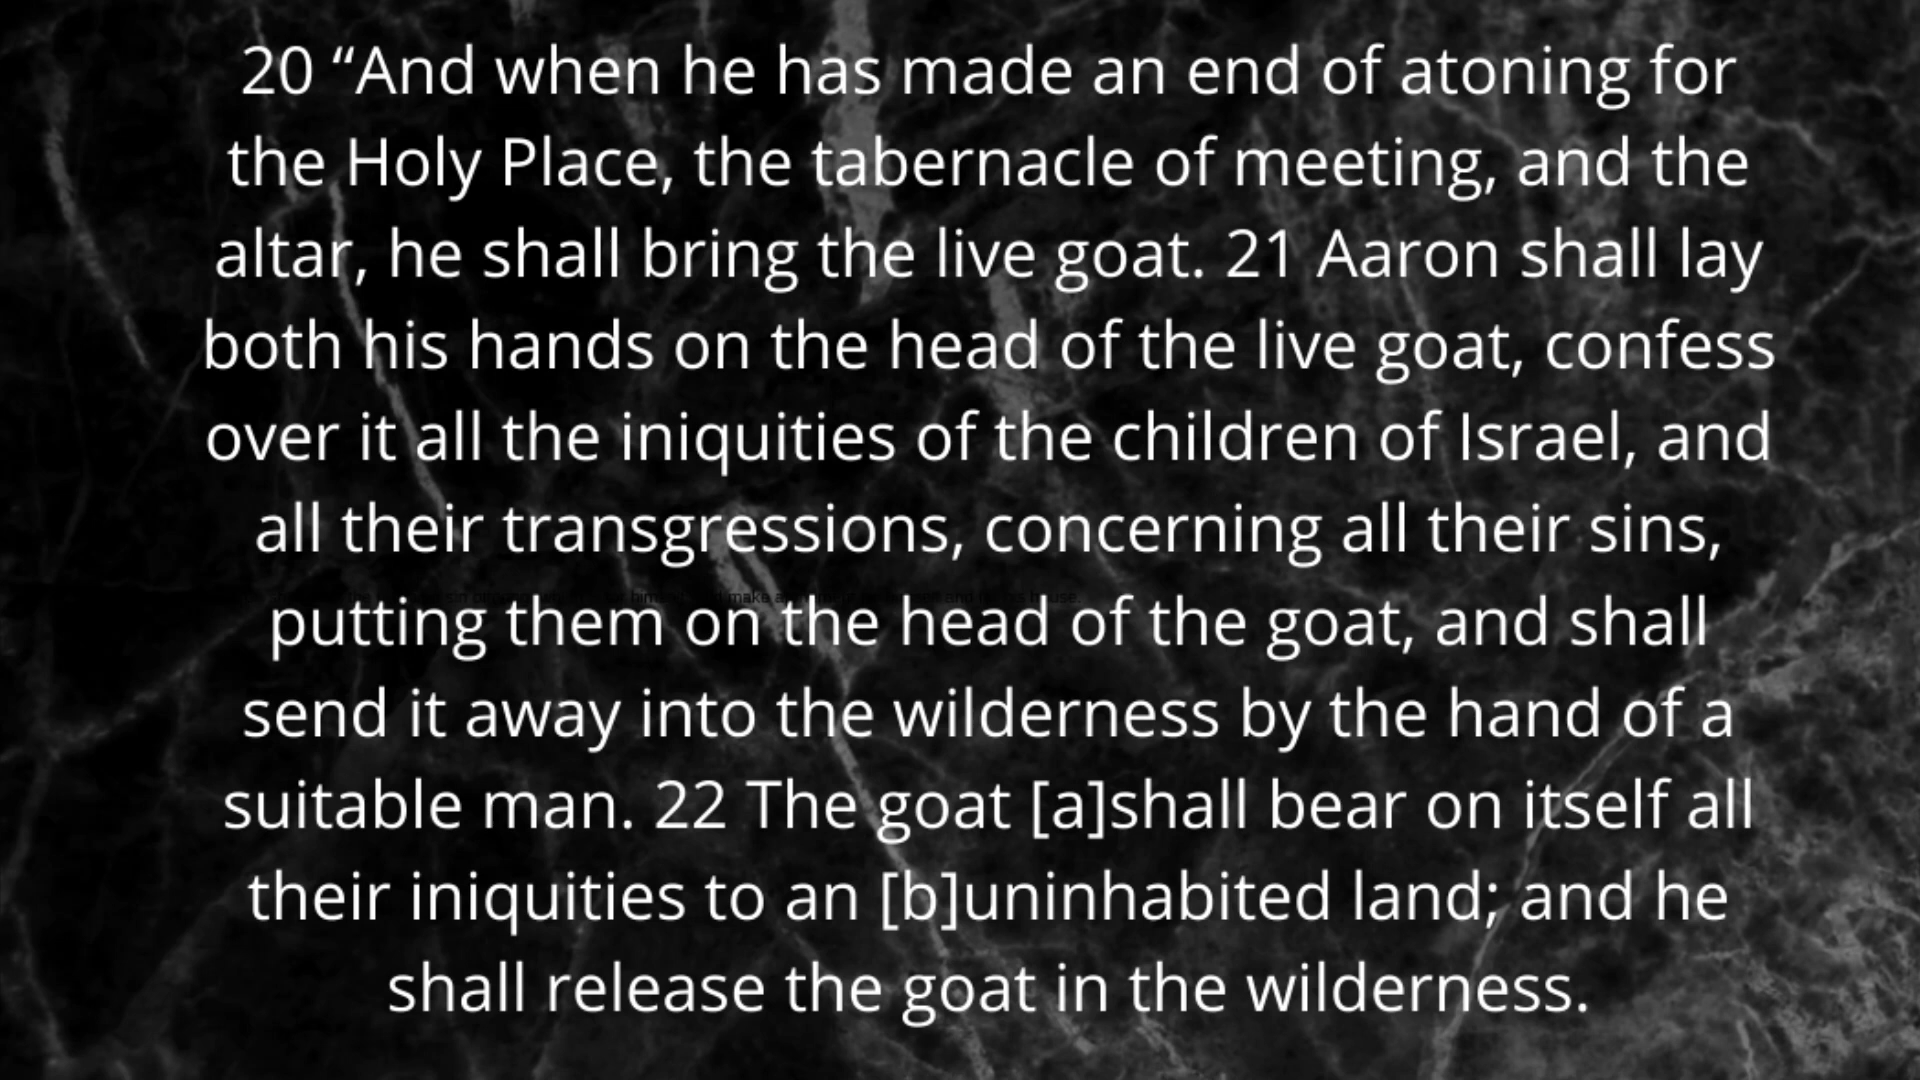 20 “And when he has made an end of atoning for
the Holy Place, the tabernacle of meeting, and the
altar, he shall bring the live goat. 21 Aaron shall lay
both his hands on the head of the live goat, confess
over it all the iniquities of the children of Israel, and
all their transgressions, concerning all their sins,
putting them on the head of the goat, and shall
send it away into the wilderness by the hand of a
suitable man. 22 The goat [a]shall bear on itself all
their iniquities to an [b]uninhabited land; and he
shall release the goat in the wilderness.